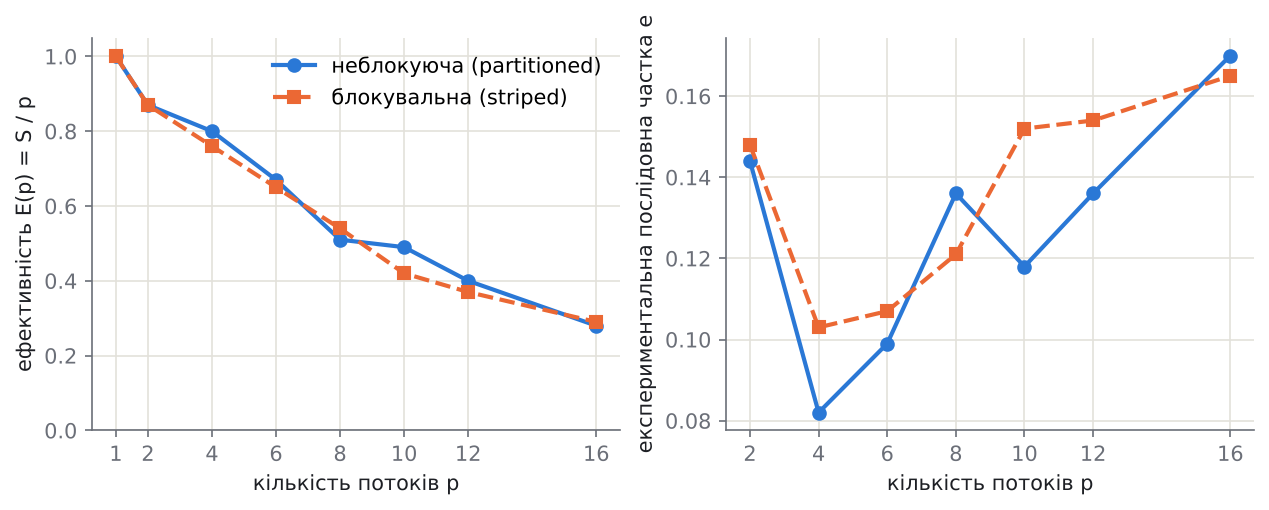 ефективність E(p) = S / p
1.0
0.8
0.6
0.4
0.2
0.0
неблокуюча (partitioned)
блокувальна (striped)
1 2 4 6 8 10 12 16
кількість потоків p
експериментальна послідовна частка e
0.16
0.14
0.12
0.10
0.08
2 4 6 8 10 12 16
кількість потоків p